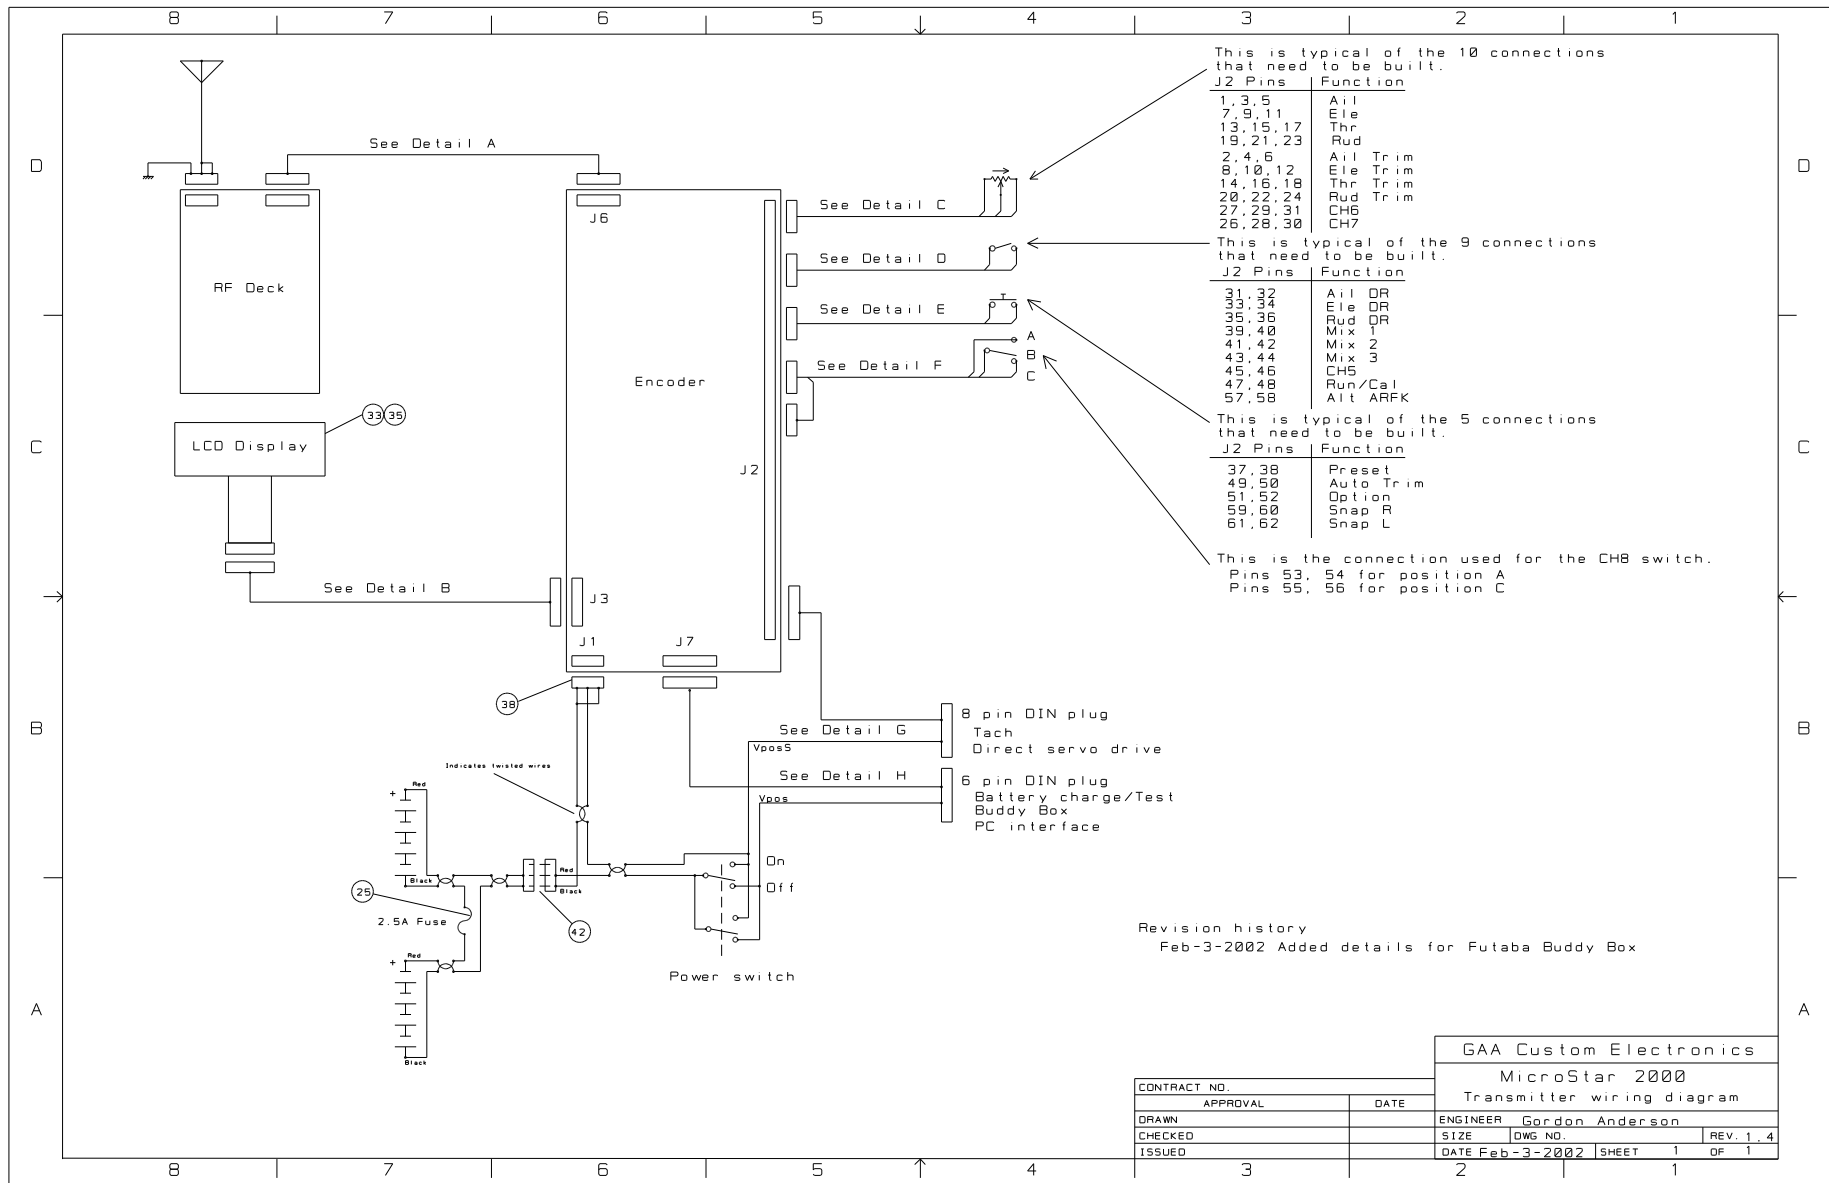 8 7 6 5 4 3 2 1
This is typical of the 10 connections
that need to be built.
J2 Pins Function
1,3,5 Ail
7,9,11 Ele
13,15,17 Thr
19,21,23 Rud
2,4,6 Ail Trim
8,10,12 Ele Trim
14,16,18 Thr Trim
20,22,24 Rud Trim
27,29,31 CH6
26,28,30 CH7
This is typical of the 9 connections
that need to be built.
J2 Pins Function
31,32 Ail DR
33,34 Ele DR
35,36 Rud DR
39,40 Mix 1
41,42 Mix 2
43,44 Mix 3
45,46 CH5
47,48 Run/Cal
57,58 Alt ARFK
This is typical of the 5 connections
that need to be built.
J2 Pins Function
37,38 Preset
49,50 Auto Trim
51,52 Option
59,60 Snap R
61,62 Snap L
This is the connection used for the CH8 switch.
Pins 53, 54 for position A
Pins 55, 56 for position C
D
D
See Detail A
See Detail C
J6
See Detail D
RF Deck
See Detail E
A
B
C
See Detail F
Encoder
33 35
C
C
LCD Display
J2
See Detail B
J3
J1
J7
38
B
B
8 pin DIN plug
Tach
Direct servo drive
See Detail G
VposS
Indicates twisted wires
See Detail H
6 pin DIN plug
Battery charge/Test
Buddy Box
PC interface
Vpos
+
Red
Black
Red
Black
On
Off
25
2.5A Fuse
42
+
Red
Black
Power switch
Revision history
Feb-3-2002 Added details for Futaba Buddy Box
A
A
GAA Custom Electronics
MicroStar 2000
Transmitter wiring diagram
CONTRACT NO.
APPROVAL DATE
DRAWN
CHECKED
ISSUED
ENGINEER Gordon Anderson
SIZE DWG NO. REV. 1.4
DATE Feb-3-2002 SHEET 1 OF 1
8 7 6 5 4 3 2 1